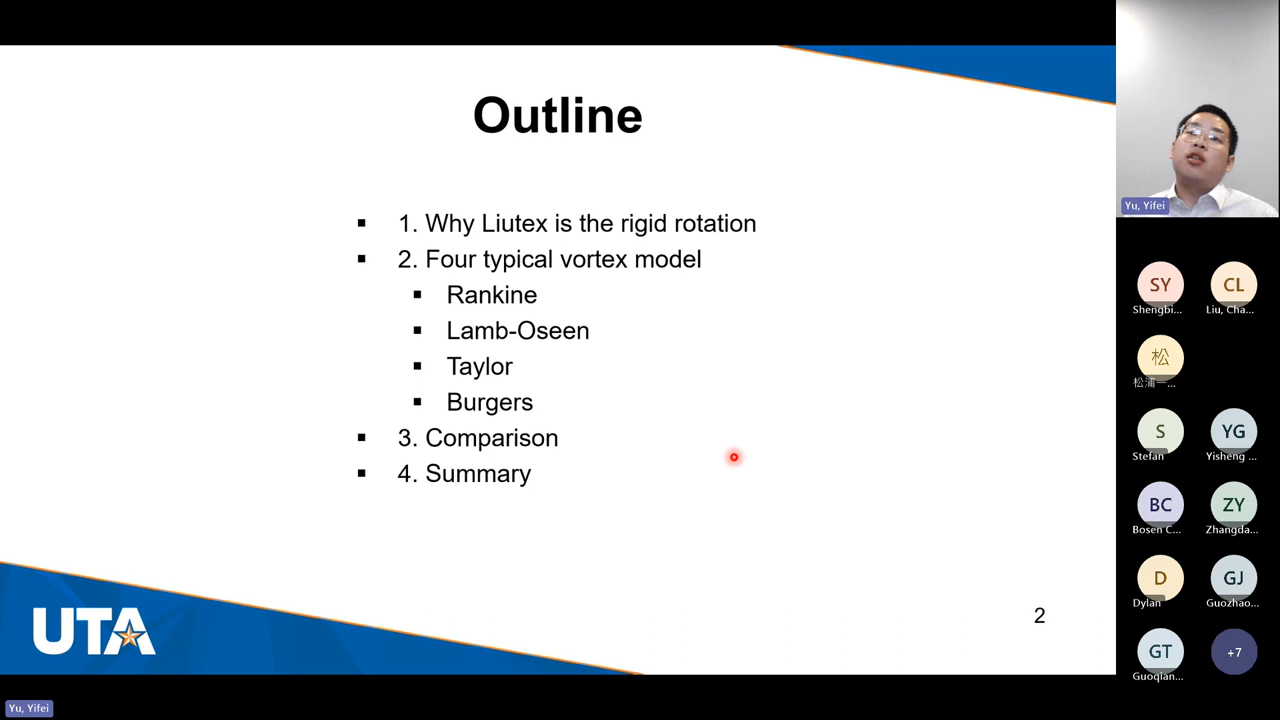 Outline
▪ 1. Why Liutex is the rigid rotation
▪ 2. Four typical vortex model
▪ Rankine
▪ Lamb-Oseen
▪ Taylor
▪ Burgers
▪ 3. Comparison
▪ 4. Summary
2
UTA
Yu, Yifei
Yu, Yifei
SY
CL
Shengbi...
Liu, Cha...
松
松浦一...
S
YG
Stefan
Yisheng ...
BC
ZY
Bosen C...
Zhangda...
D
GJ
Dylan
Guozhao...
GT
+7
Guoqian...